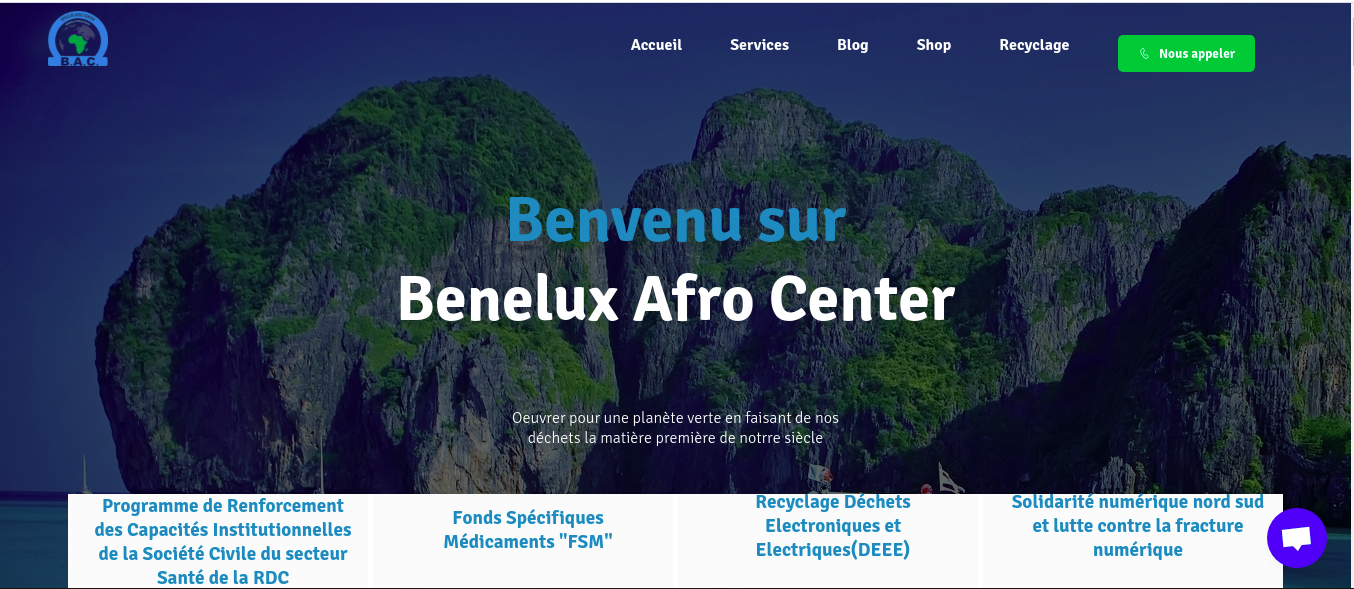 B.A.C.
Accueil
Services
Blog
Shop
Recyclage
Nous appeler
Benvenu sur
Benelux Afro Center
Oeuvrer pour une planète verte en faisant de nos
déchets la matière première de notrre siècle
Programme de Renforcement
des Capacités Institutionnelles
de la Société Civile du secteur
Santé de la RDC
Fonds Spécifiques
Médicaments "FSM"
Recyclage Déchets
Electroniques et
Electriques(DEEE)
Solidarité numérique nord sud
et lutte contre la fracture
numérique